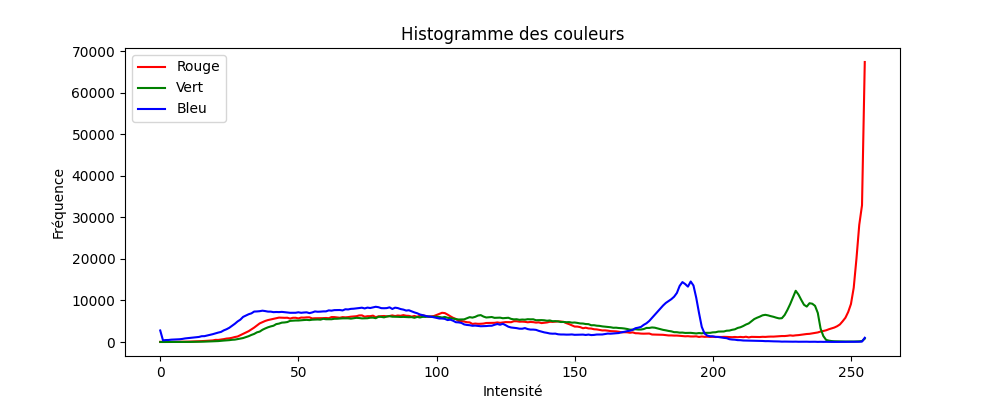 Histogramme des couleurs
70000
60000
50000
40000
30000
20000
10000
0
Fréquence
Rouge
Vert
Bleu
0 50 100 150 200 250
Intensité